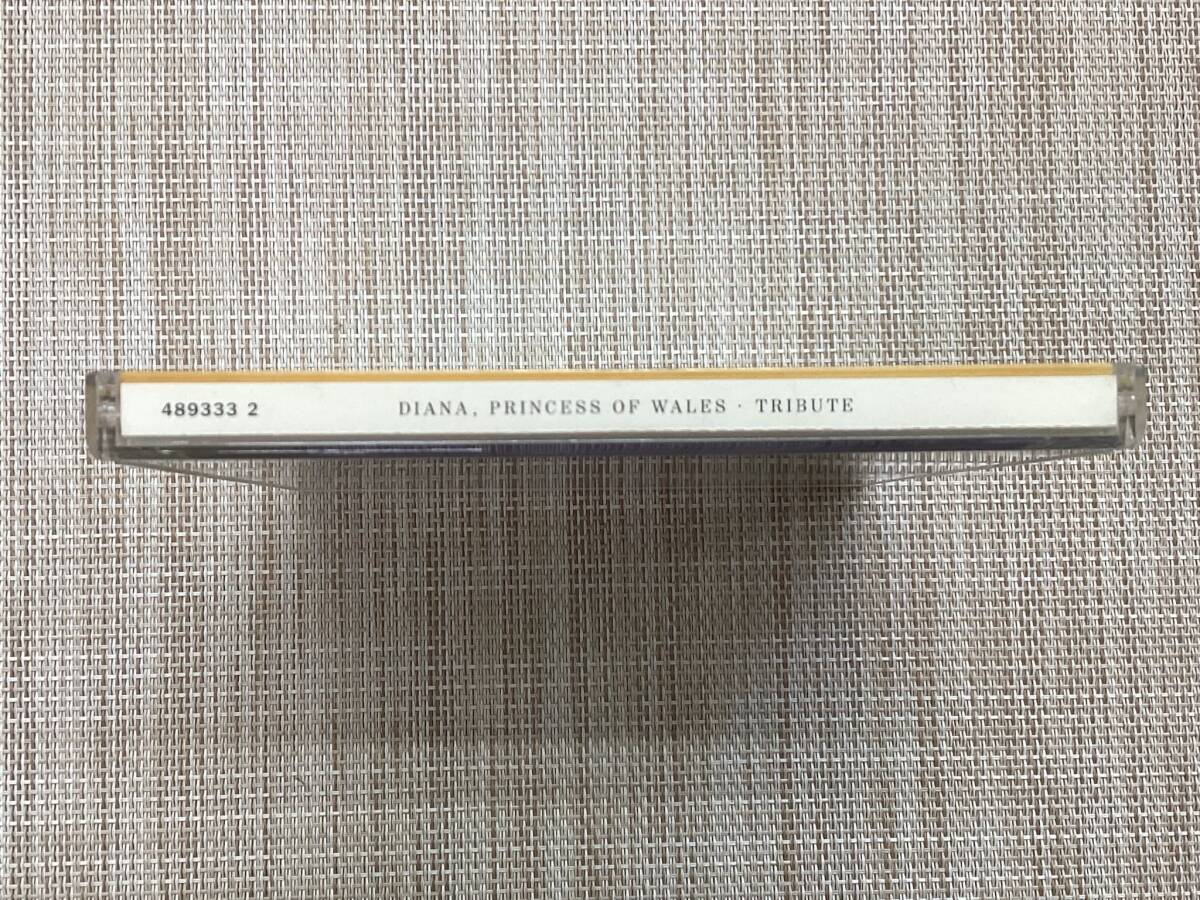 489333 2 DIANA, PRINCESS OF WALES · TRIBUTE